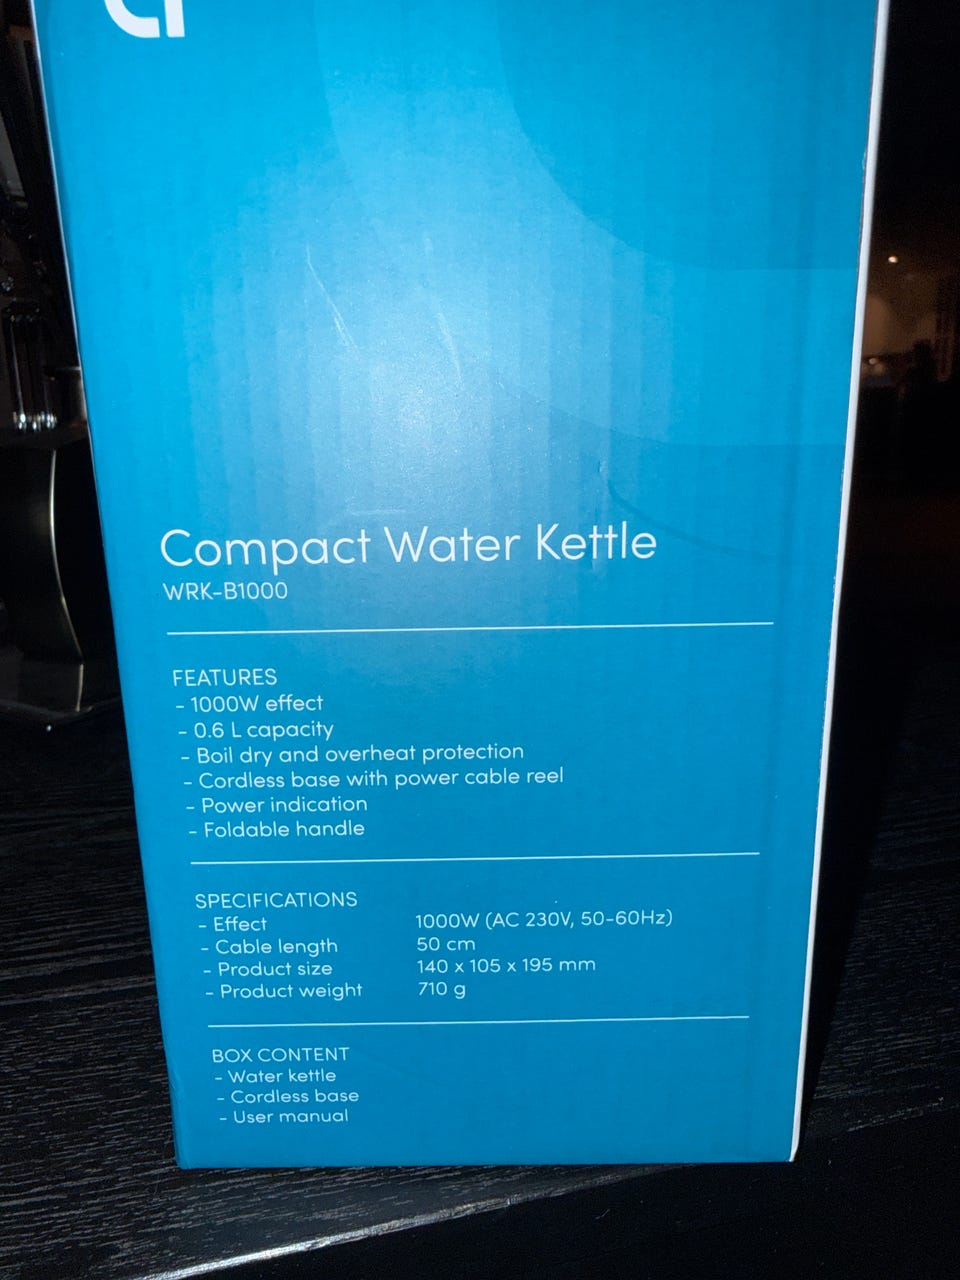 Compact Water Kettle
WRK-B1000
FEATURES
- 1000W effect
- 0.6 L capacity
- Boil dry and overheat protection
- Cordless base with power cable reel
- Power indication
- Foldable handle
SPECIFICATIONS
- Effect 1000W (AC 230V, 50-60Hz)
- Cable length 50 cm
- Product size 140 x 105 x 195 mm
- Product weight 710 g
BOX CONTENT
- Water kettle
- Cordless base
- User manual